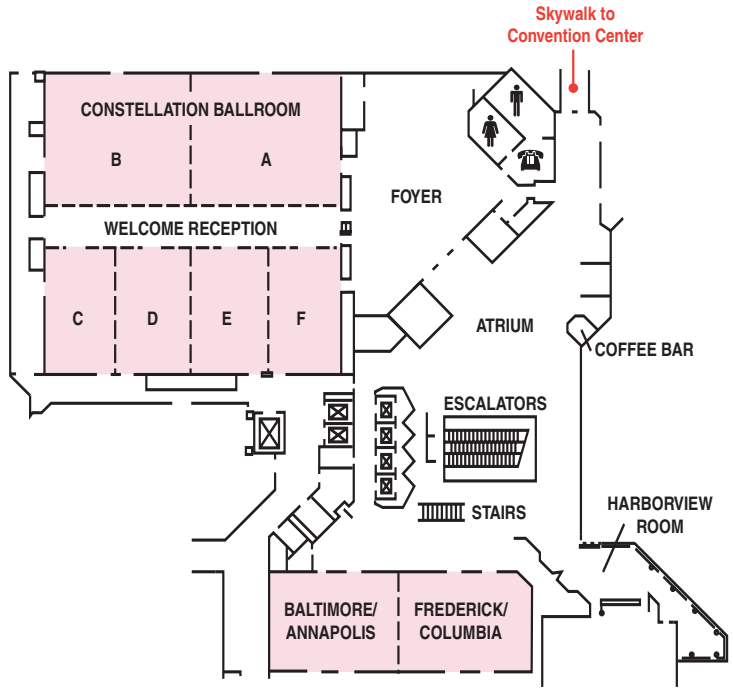 Skywalk to
Convention Center
CONSTELLATION BALLROOM
B
A
FOYER
WELCOME RECEPTION
C
D
E
F
ATRIUM
COFFEE BAR
ESCALATORS
STAIRS
HARBORVIEW
ROOM
BALTIMORE/
ANNAPOLIS
FREDERICK/
COLUMBIA